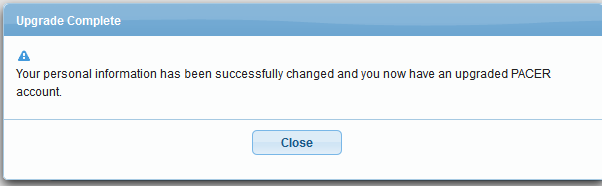 Upgrade Complete
Your personal information has been successfully changed and you now have an upgraded PACER
account.
Close